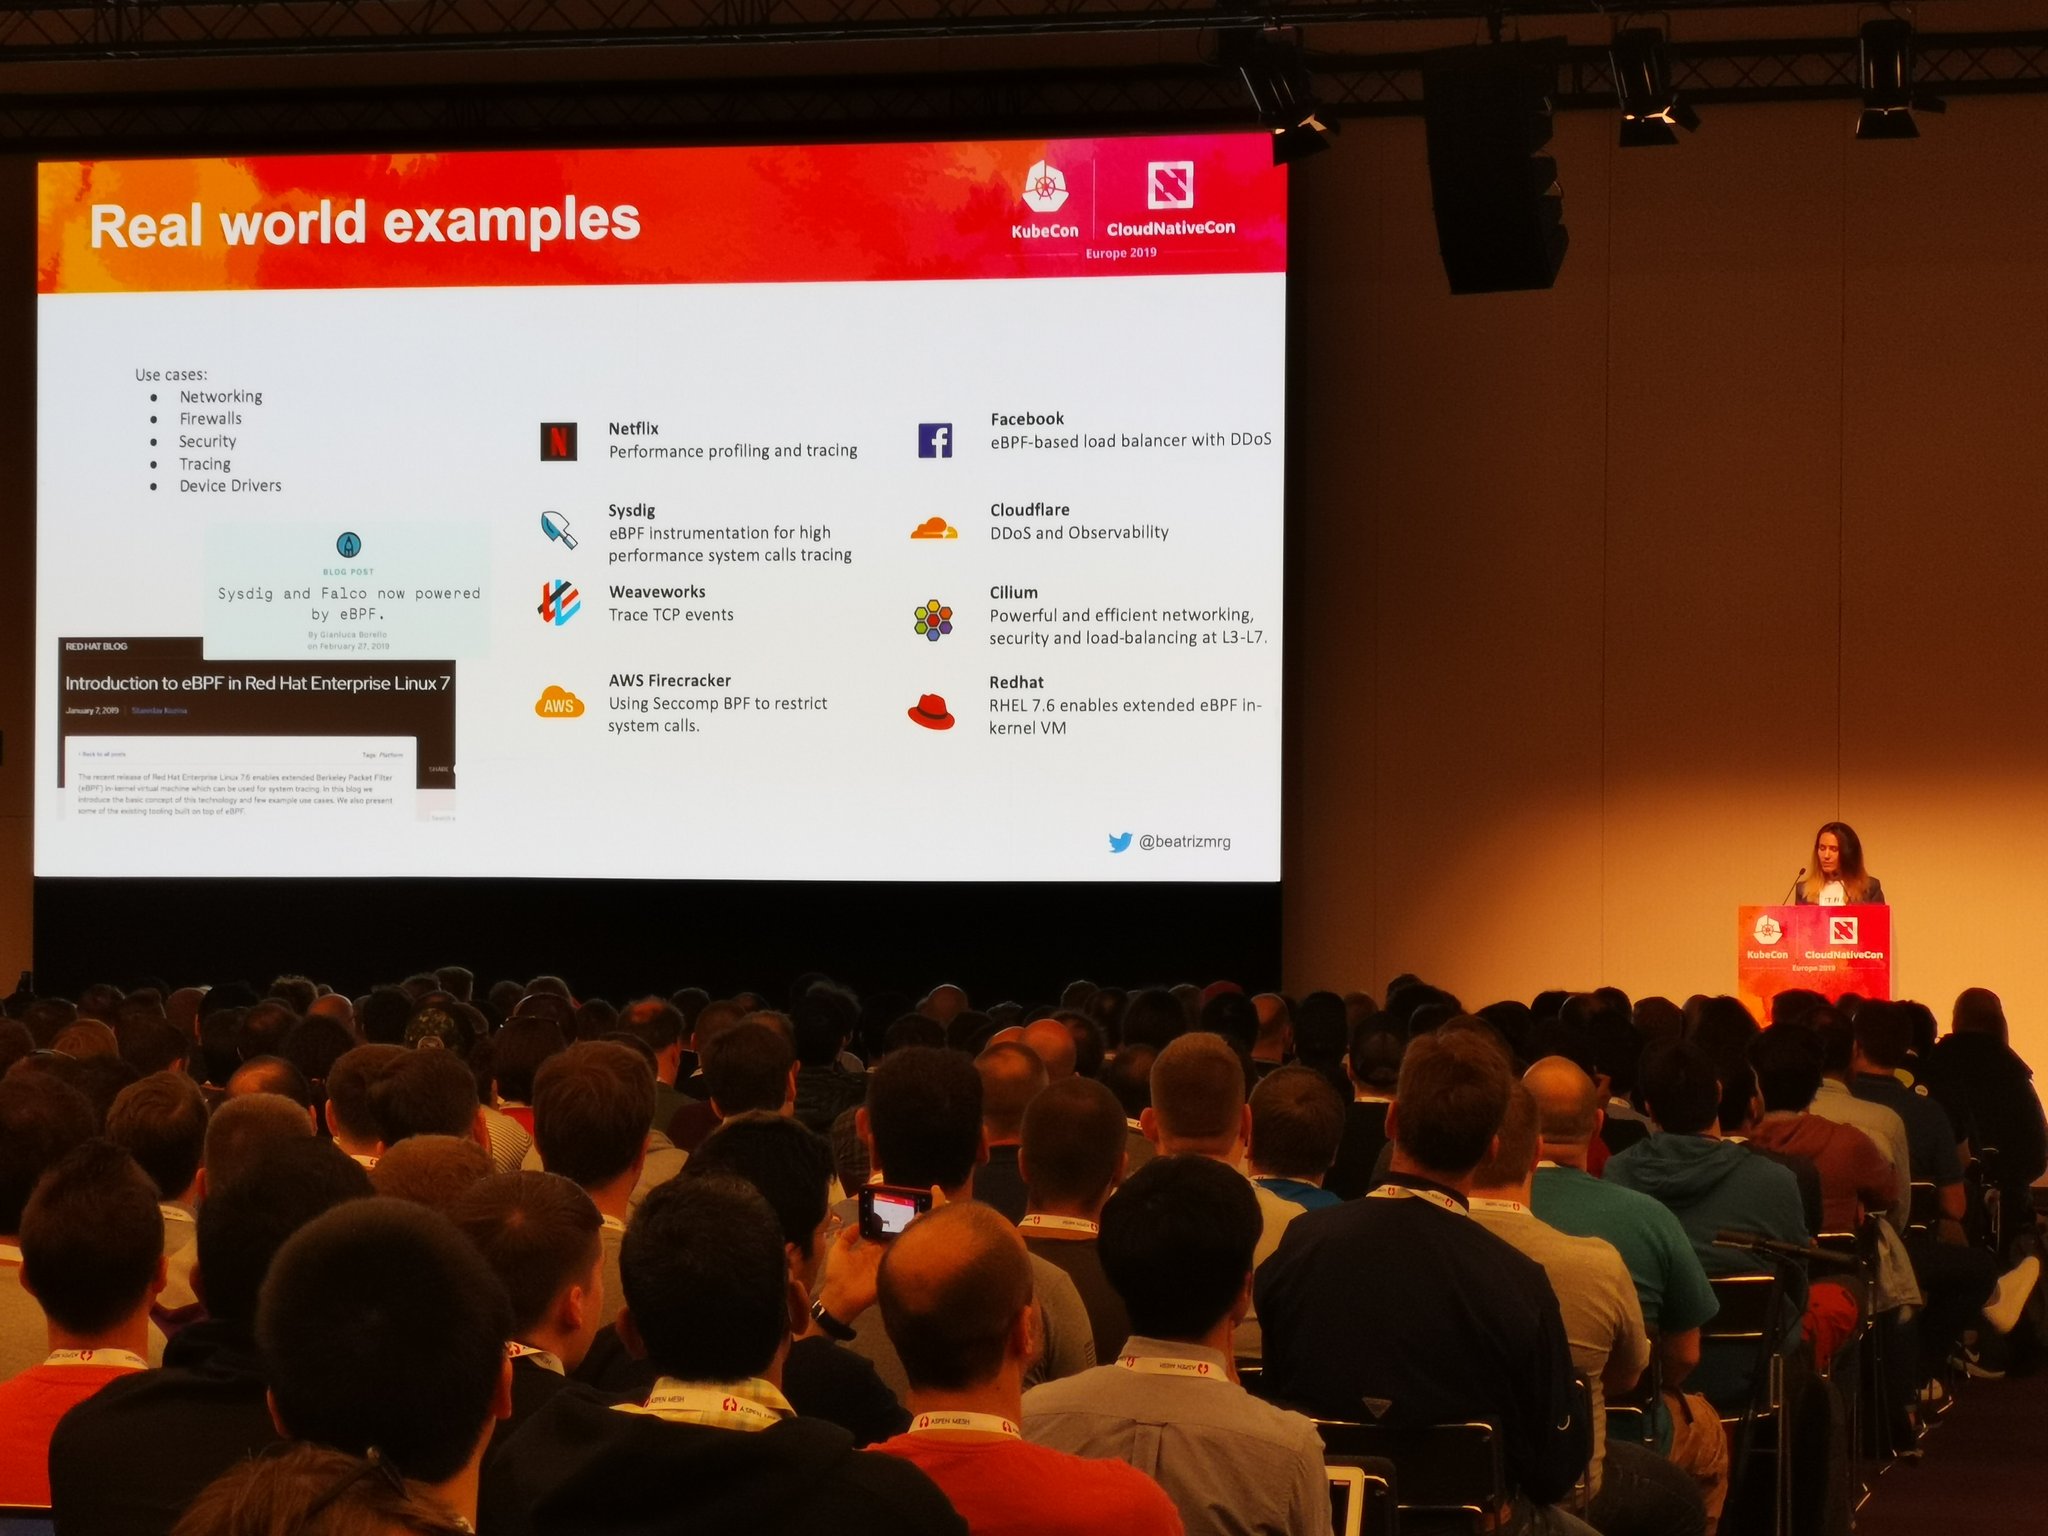 Real world examples
KubeCon
CloudNativeCon
Europe 2019
Use cases:
● Networking
● Firewalls
● Security
● Tracing
● Device Drivers
BLOG POST
Sysdig and Falco now powered
by eBPF.
By Gianluca Borello
on February 27, 2019
RED HAT BLOG
Introduction to eBPF in Red Hat Enterprise Linux 7
January 7, 2019
< Back to all posts
Tags: Platform
SHARE
The recent release of Red Hat Enterprise Linux 7.6 enables extended Berkeley Packet Filter
(eBPF) in-kernel virtual machine which can be used for system tracing. In this blog we
introduce the basic concept of this technology and few example use cases. We also present
some of the existing tooling built on top of eBPF.
Netflix
Performance profiling and tracing
Sysdig
eBPF instrumentation for high
performance system calls tracing
Weaveworks
Trace TCP events
AWS
AWS Firecracker
Using Seccomp BPF to restrict
system calls.
Facebook
eBPF-based load balancer with DDoS
Cloudflare
DDoS and Observability
Cilium
Powerful and efficient networking,
security and load-balancing at L3-L7.
Redhat
RHEL 7.6 enables extended eBPF in-
kernel VM
@beatrizmrg
KubeCon
CloudNativeCon
Europe 2019
ASPEN MESH
ASPEN MESH
ASPEN MESH